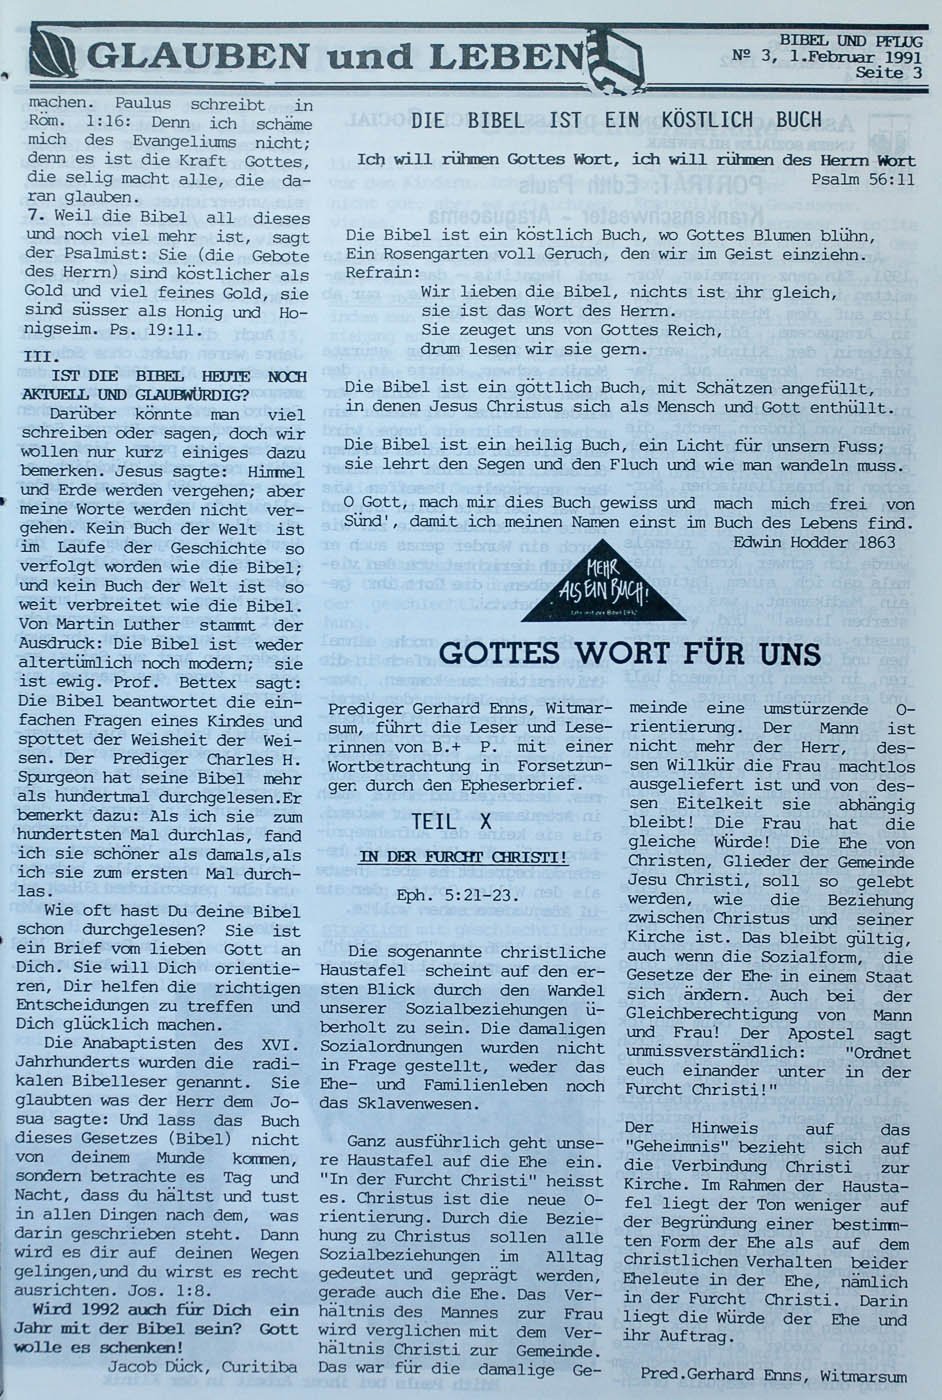 GLAUBEN und LEBEN
BIBEL UND PFLUG
Nº 3, 1.Februar 1991
Seite 3
machen. Paulus schreibt in
Röm. 1:16: Denn ich schäme
mich des Evangeliums nicht;
denn es ist die Kraft Gottes,
die selig macht alle, die da-
ran glauben.
7. Weil die Bibel all dieses
und noch viel mehr ist, sagt
der Psalmist: Sie (die Gebote
des Herrn) sind köstlicher als
Gold und viel feines Gold, sie
sind süsser als Honig und Ho-
nigseim. Ps. 19:11.
III.
IST DIE BIBEL HEUTE NOCH
AKTUELL UND GLAUBWÜRDIG?
Darüber könnte man viel
schreiben oder sagen, doch wir
wollen nur kurz einiges dazu
bemerken. Jesus sagte: Himmel
und Erde werden vergehen; aber
meine Worte werden nicht ver-
gehen. Kein Buch der Welt ist
im Laufe der Geschichte so
verfolgt worden wie die Bibel;
und kein Buch der Welt ist so
weit verbreitet wie die Bibel.
Von Martin Luther stammt der
Ausdruck: Die Bibel ist weder
altertümlich noch modern; sie
ist ewig. Prof. Bettex sagt:
Die Bibel beantwortet die ein-
fachen Fragen eines Kindes und
spottet der Weisheit der Wei-
sen. Der Prediger Charles H.
Spurgeon hat seine Bibel mehr
als hundertmal durchgelesen.Er
bemerkt dazu: Als ich sie zum
hundertsten Mal durchlas, fand
ich sie schöner als damals,als
ich sie zum ersten Mal durch-
las.
Wie oft hast Du deine Bibel
schon durchgelesen? Sie ist
ein Brief vom lieben Gott an
Dich. Sie will Dich orientie-
ren, Dir helfen die richtigen
Entscheidungen zu treffen und
Dich glücklich machen.
Die Anabaptisten des XVI.
Jahrhunderts wurden die radi-
kalen Bibelleser genannt. Sie
glaubten was der Herr dem Jo-
sua sagte: Und lass das Buch
dieses Gesetzes (Bibel) nicht
von deinem Munde kommen,
sondern betrachte es Tag und
Nacht, dass du hältst und tust
in allen Dingen nach dem, was
darin geschrieben steht. Dann
wird es dir auf deinen Wegen
gelingen,und du wirst es recht
ausrichten. Jos. 1:8.
Wird 1992 auch für Dich ein
Jahr mit der Bibel sein? Gott
wolle es schenken!
Jacob Dück, Curitiba
DIE BIBEL IST EIN KÖSTLICH BUCH
Ich will rühmen Gottes Wort, ich will rühmen des Herrn Wort
Psalm 56:11
Die Bibel ist ein köstlich Buch, wo Gottes Blumen blühn,
Ein Rosengarten voll Geruch, den wir im Geist einziehn.
Refrain:
Wir lieben die Bibel, nichts ist ihr gleich,
sie ist das Wort des Herrn.
Sie zeuget uns von Gottes Reich,
drum lesen wir sie gern.
Die Bibel ist ein göttlich Buch, mit Schätzen angefüllt,
in denen Jesus Christus sich als Mensch und Gott enthüllt.
Die Bibel ist ein heilig Buch, ein Licht für unsern Fuss;
sie lehrt den Segen und den Fluch und wie man wandeln muss.
O Gott, mach mir dies Buch gewiss und mach mich frei von
Sünd', damit ich meinen Namen einst im Buch des Lebens find.
Edwin Hodder 1863
MEHR
ALS EIN BUCH!
GOTTES WORT FÜR UNS
Prediger Gerhard Enns, Witmar-
sum, führt die Leser und Lese-
rinnen von B.+ P. mit einer
Wortbetrachtung in Forsetzun-
gen durch den Epheserbrief.
TEIL X
IN DER FURCHT CHRISTI!
Eph. 5:21-23.
Die sogenannte christliche
Haustafel scheint auf den er-
sten Blick durch den Wandel
unserer Sozialbeziehungen ü-
berholt zu sein. Die damaligen
Sozialordnungen wurden nicht
in Frage gestellt, weder das
Ehe- und Familienleben noch
das Sklavenwesen.
Ganz ausführlich geht unse-
re Haustafel auf die Ehe ein.
"In der Furcht Christi" heisst
es. Christus ist die neue O-
rientierung. Durch die Bezie-
hung zu Christus sollen alle
Sozialbeziehungen im Alltag
gedeutet und geprägt werden,
gerade auch die Ehe. Das Ver-
hältnis des Mannes zur Frau
wird verglichen mit dem Ver-
hältnis Christi zur Gemeinde.
Das war für die damalige Ge-
meinde eine umstürzende O-
rientierung. Der Mann ist
nicht mehr der Herr, des-
sen Willkür die Frau machtlos
ausgeliefert ist und von des-
sen Eitelkeit sie abhängig
bleibt! Die Frau hat die
gleiche Würde! Die Ehe von
Christen, Glieder der Gemeinde
Jesu Christi, soll so gelebt
werden, wie die Beziehung
zwischen Christus und seiner
Kirche ist. Das bleibt gültig,
auch wenn die Sozialform, die
Gesetze der Ehe in einem Staat
sich ändern. Auch bei der
Gleichberechtigung von Mann
und Frau! Der Apostel sagt
unmissverständlich: "Ordnet
euch einander unter in der
Furcht Christi!"
Der Hinweis auf das
"Geheimnis" bezieht sich auf
die Verbindung Christi zur
Kirche. Im Rahmen der Hausta-
fel liegt der Ton weniger auf
der Begründung einer bestimm-
ten Form der Ehe als auf dem
christlichen Verhalten beider
Eheleute in der Ehe, nämlich
in der Furcht Christi. Darin
liegt die Würde der Ehe und
ihr Auftrag.
Pred.Gerhard Enns, Witmarsum